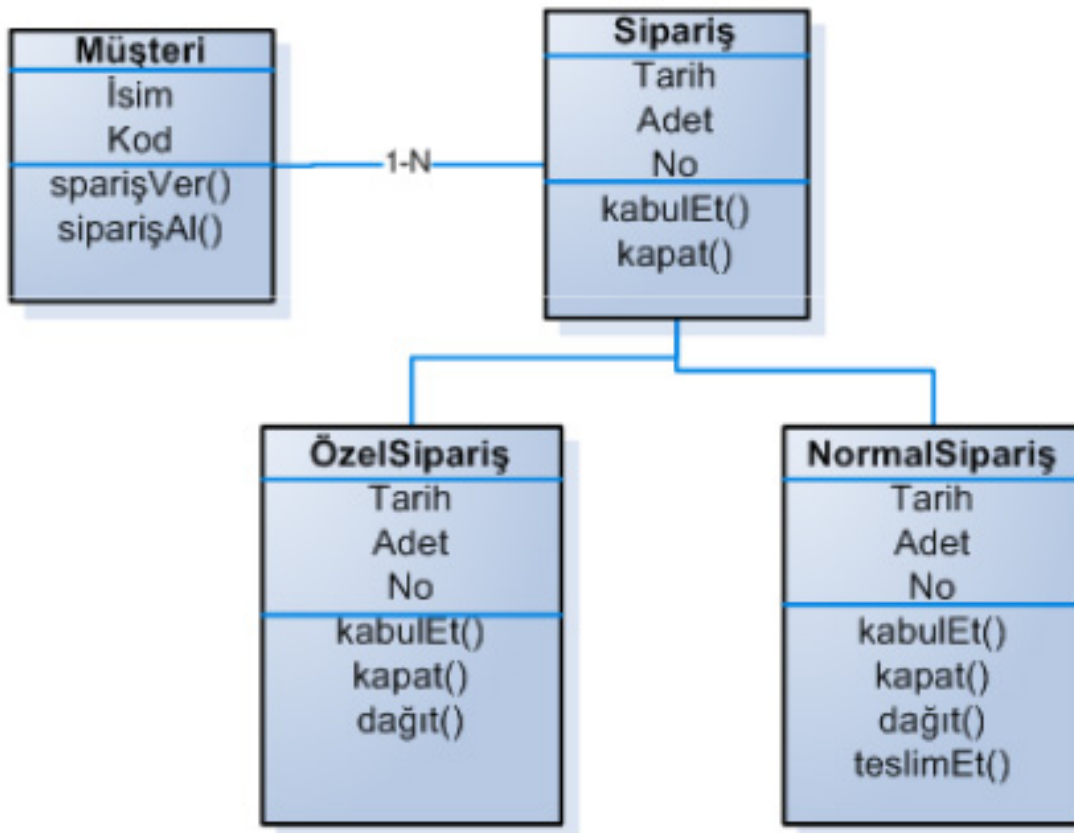 Müşteri
İsim
Kod
sparişVer()
siparişAl()
1-N
Sipariş
Tarih
Adet
No
kabulEt()
kapat()
ÖzelSipariş
Tarih
Adet
No
kabulEt()
kapat()
dağıt()
NormalSipariş
Tarih
Adet
No
kabulEt()
kapat()
dağıt()
teslimEt()